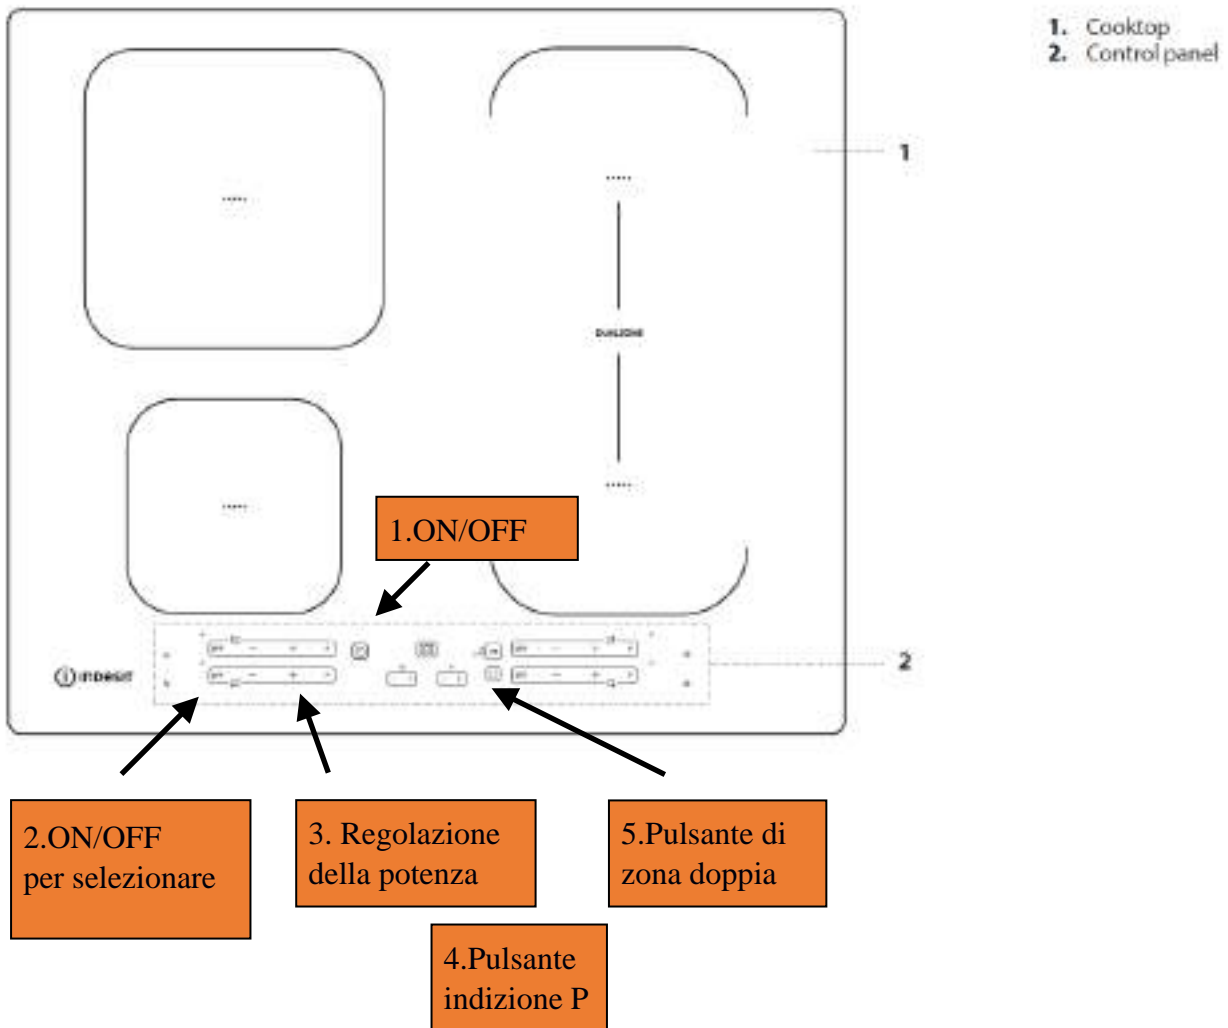 1. Cooktop
2. Control panel
1
DUALZONE
1.ON/OFF
INDESIT
2
2.ON/OFF
per selezionare
3. Regolazione
della potenza
5.Pulsante di
zona doppia
4.Pulsante
indizione P